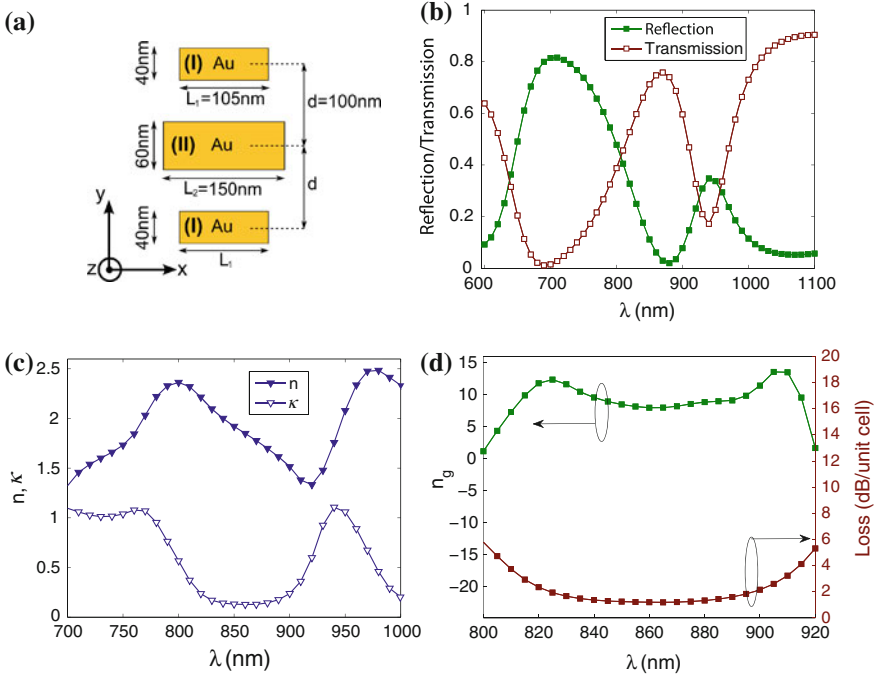 (a)
40nm
(I) Au
L₁=105nm
d=100nm
60nm
(II) Au
L₂=150nm
d
40nm
(I) Au
L₁
y
z
x
(b)
Reflection/Transmission
1
0.8
0.6
0.4
0.2
0
Reflection
Transmission
600 700 800 900 1000 1100
λ (nm)
(c)
n, κ
2.5
2
1.5
1
0.5
0
n
κ
700 750 800 850 900 950 1000
λ (nm)
(d)
n_g
15
10
5
0
−5
−10
−15
−20
20
18
16
14
12
10
8
6
4
2
0
Loss (dB/unit cell)
800 820 840 860 880 900 920
λ (nm)